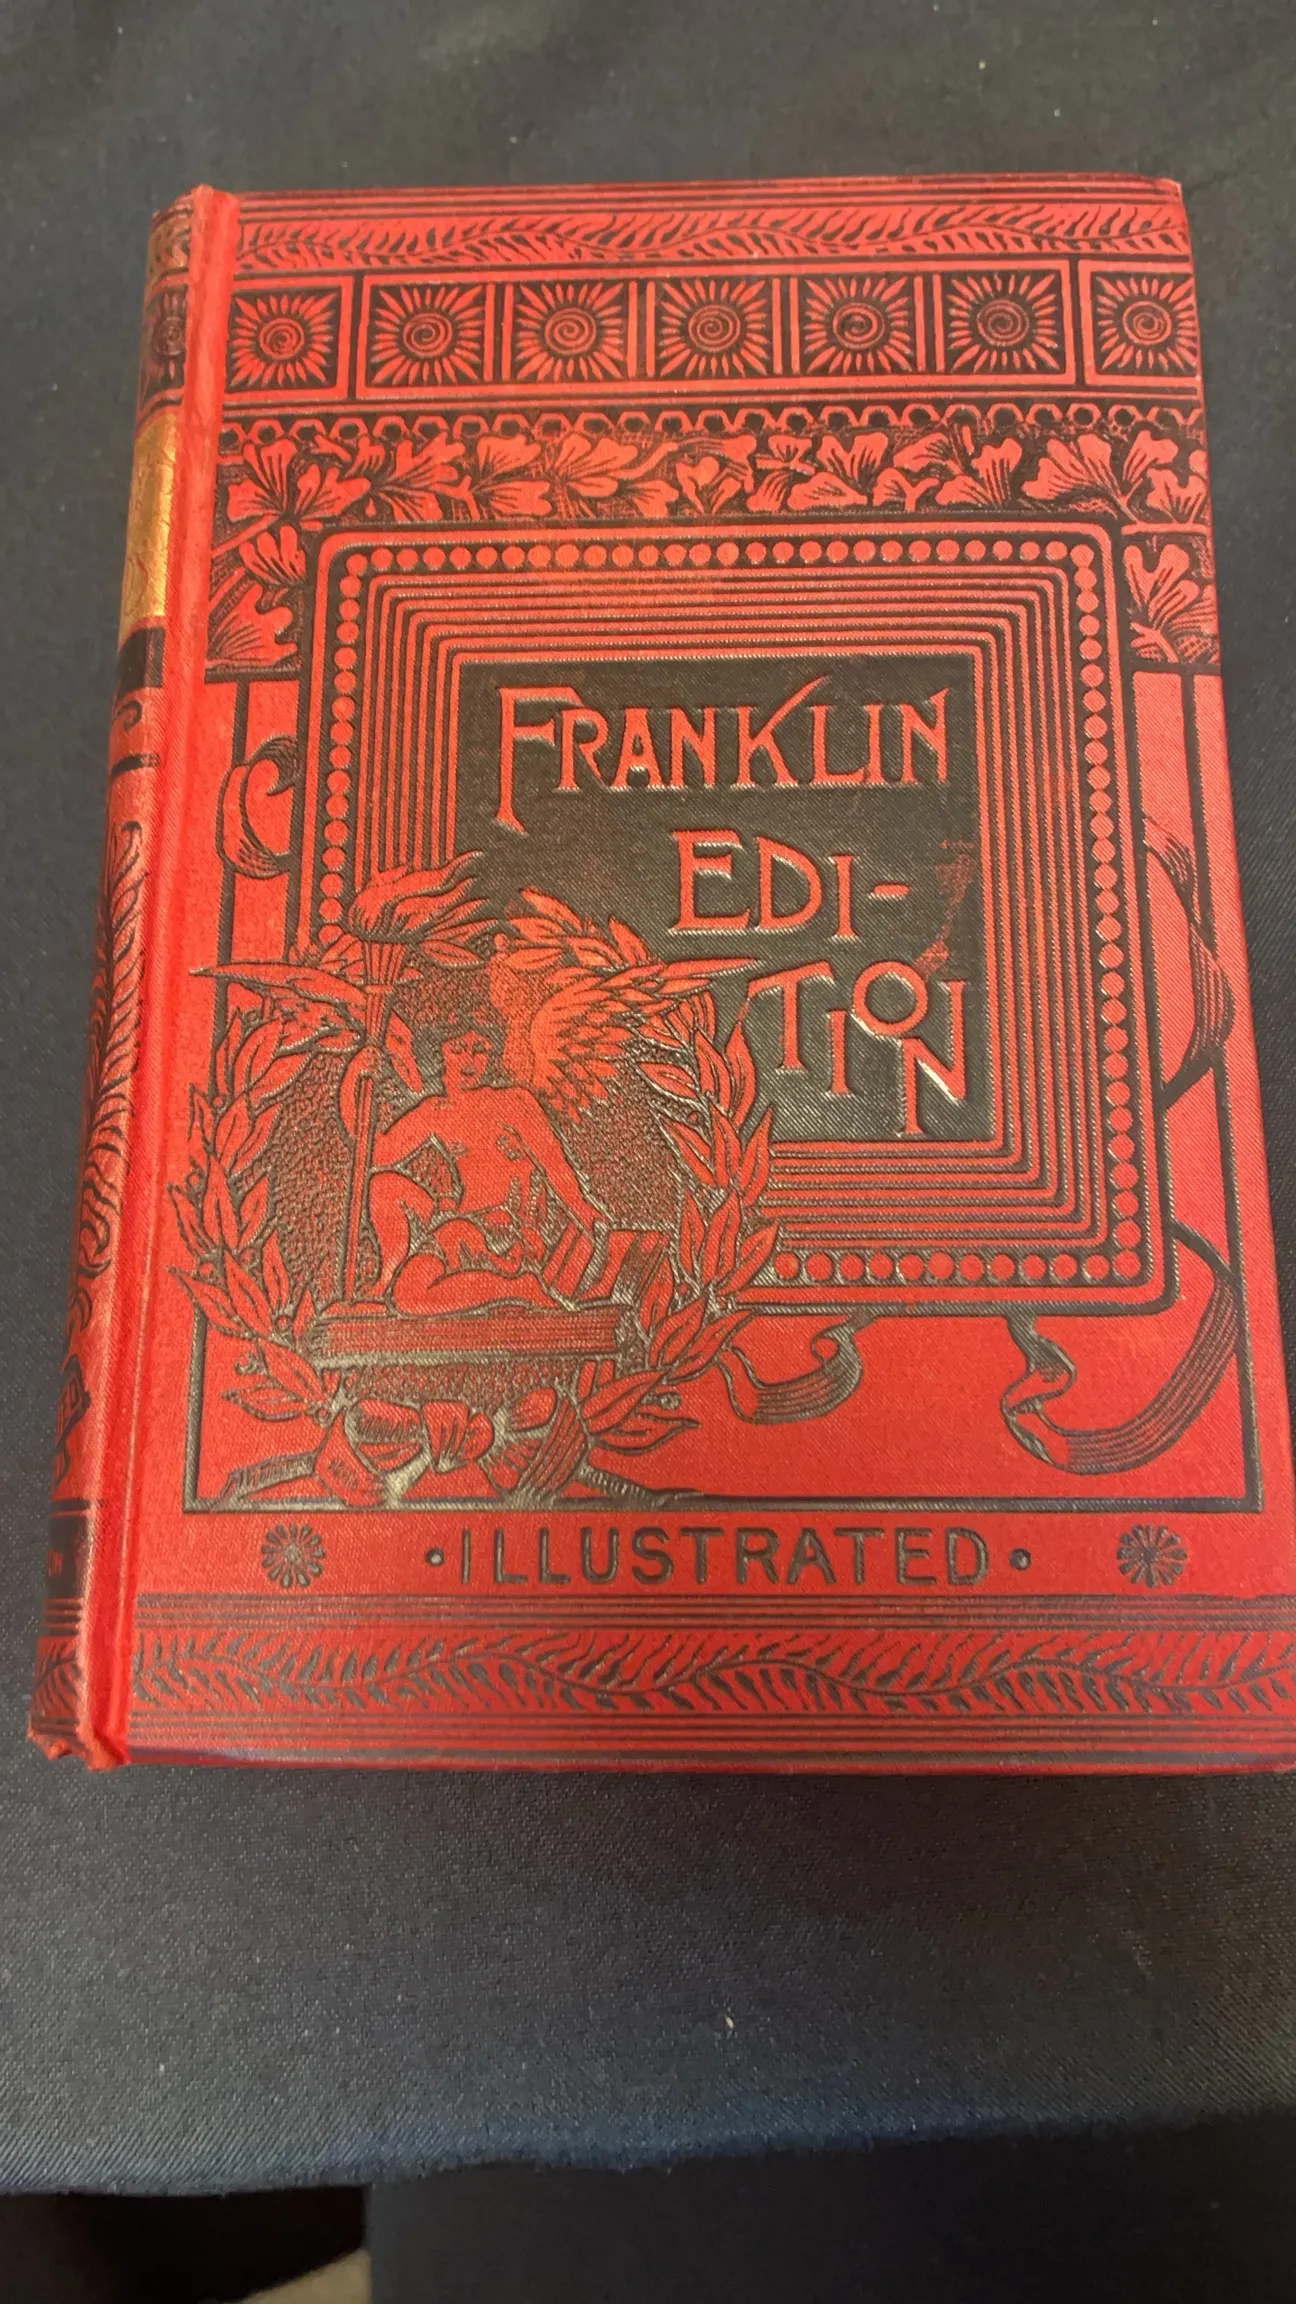 FRANKLIN
EDI-
TION
·ILLUSTRATED·